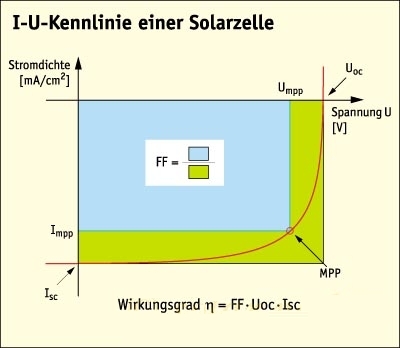 I-U-Kennlinie einer Solarzelle
Stromdichte
[mA/cm²]
Uoc
Umpp
Spannung U
[V]
FF =
Impp
MPP
Isc
Wirkungsgrad η = FF·Uoc·Isc